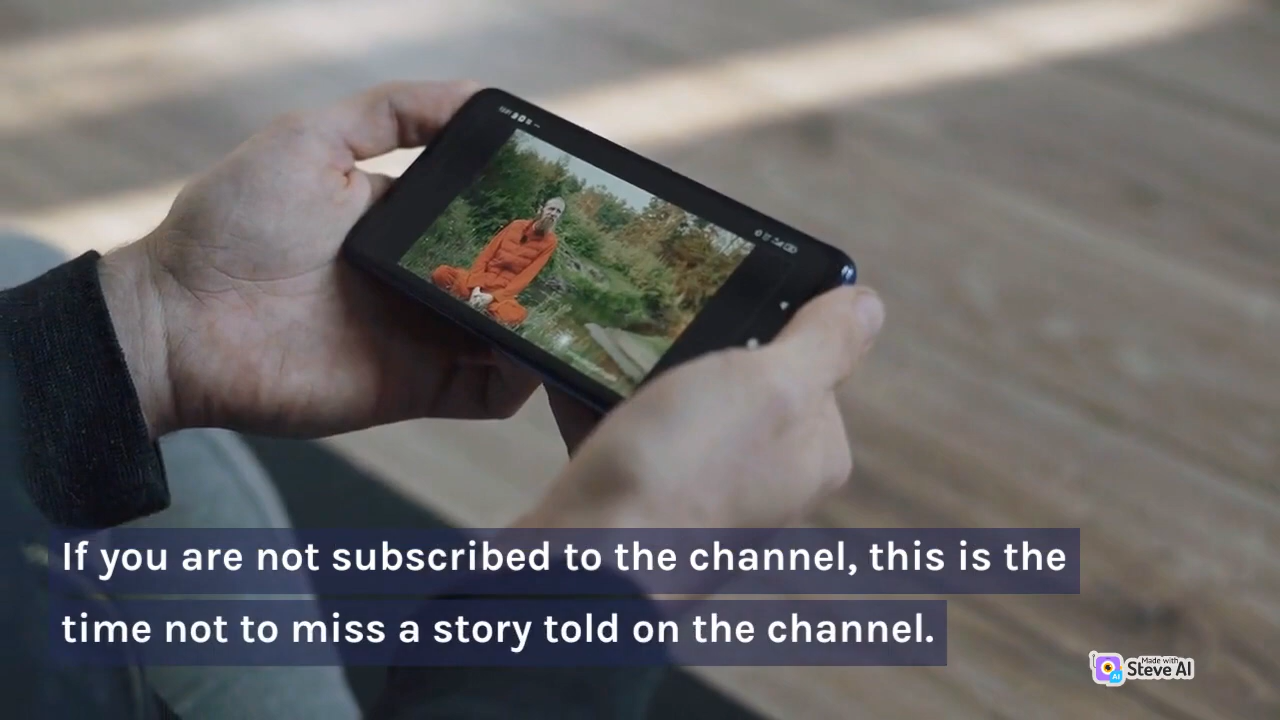 If you are not subscribed to the channel, this is the
time not to miss a story told on the channel.
Made with
Steve AI
AI